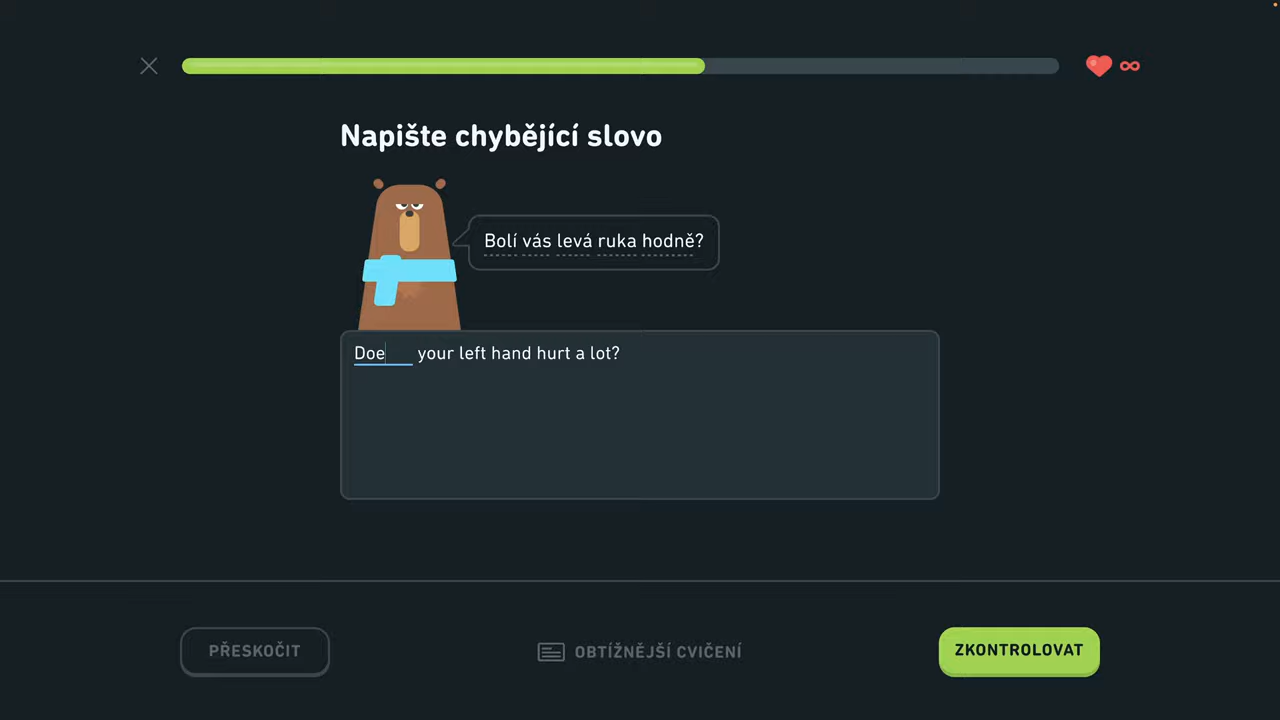 ∞
Napište chybějící slovo
Bolí vás levá ruka hodně?
Doe your left hand hurt a lot?
PŘESKOČIT
OBTÍŽNĚJŠÍ CVIČENÍ
ZKONTROLOVAT